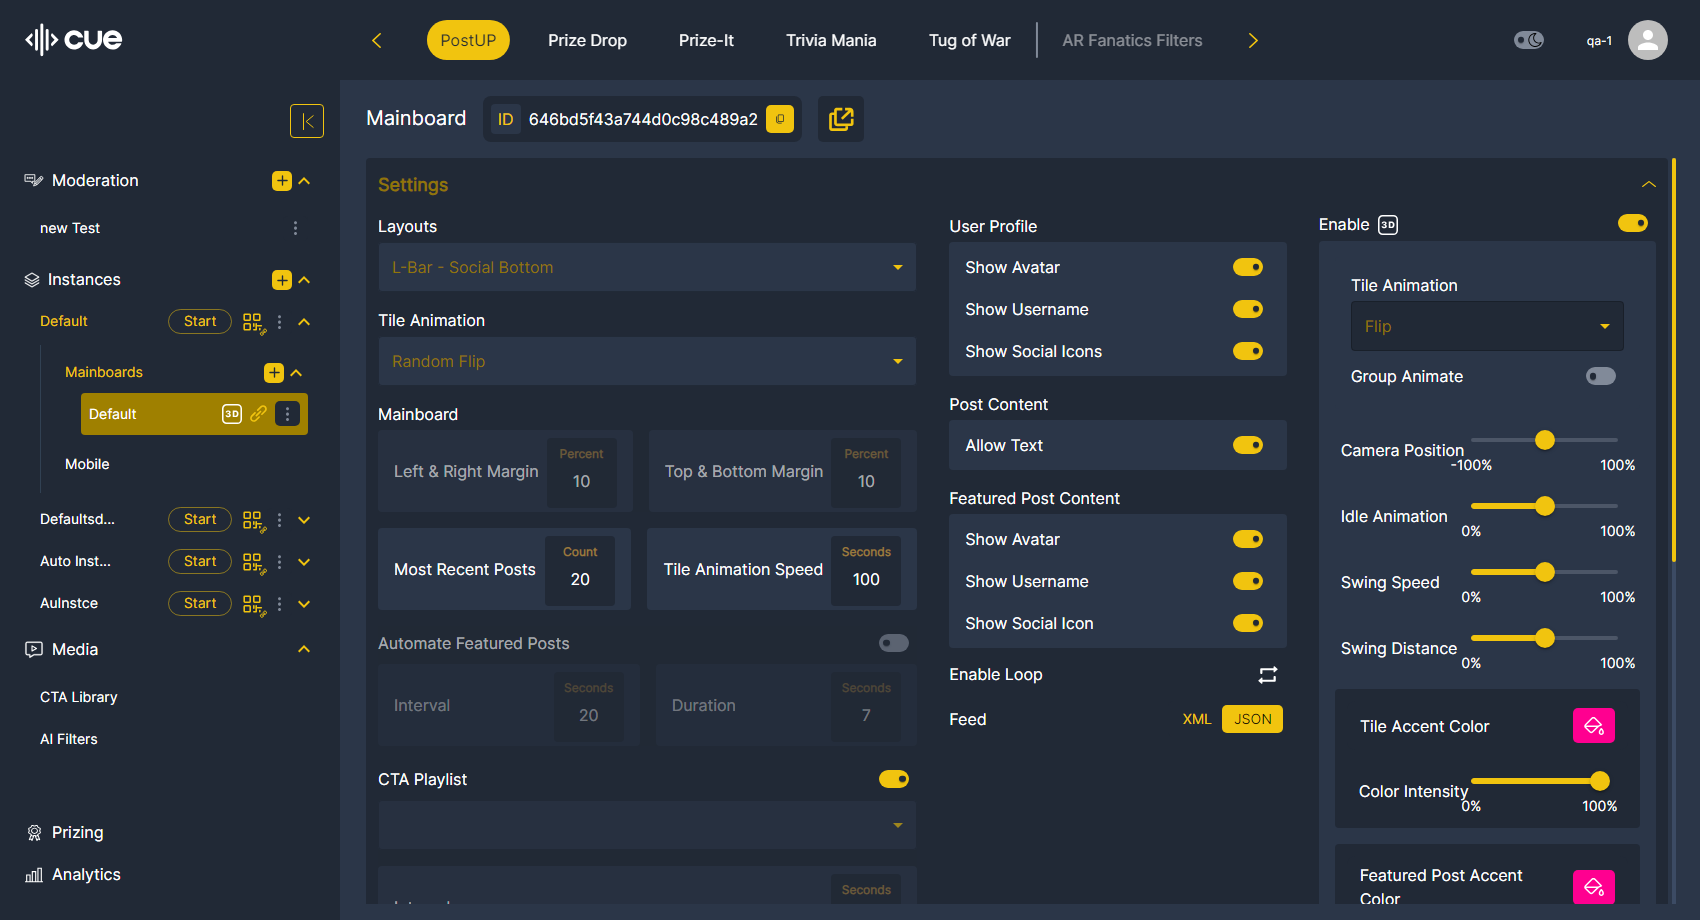 cue
PostUP
Prize Drop
Prize-It
Trivia Mania
Tug of War
AR Fanatics Filters
qa-1
Moderation
new Test
Instances
Default
Start
Mainboards
Default
3D
Mobile
Defaultsd...
Start
Auto Inst...
Start
AuInstce
Start
Media
CTA Library
AI Filters
Prizing
Analytics
Mainboard
ID
646bd5f43a744d0c98c489a2
Settings
Layouts
L-Bar - Social Bottom
Tile Animation
Random Flip
Mainboard
Left & Right Margin
Percent
10
Top & Bottom Margin
Percent
10
Most Recent Posts
Count
20
Tile Animation Speed
Seconds
100
Automate Featured Posts
Interval
Seconds
20
Duration
Seconds
7
CTA Playlist
Seconds
User Profile
Show Avatar
Show Username
Show Social Icons
Post Content
Allow Text
Featured Post Content
Show Avatar
Show Username
Show Social Icon
Enable Loop
Feed
XML
JSON
Enable
3D
Tile Animation
Flip
Group Animate
Camera Position
-100%
100%
Idle Animation
0%
100%
Swing Speed
0%
100%
Swing Distance
0%
100%
Tile Accent Color
Color Intensity
0%
100%
Featured Post Accent
Color